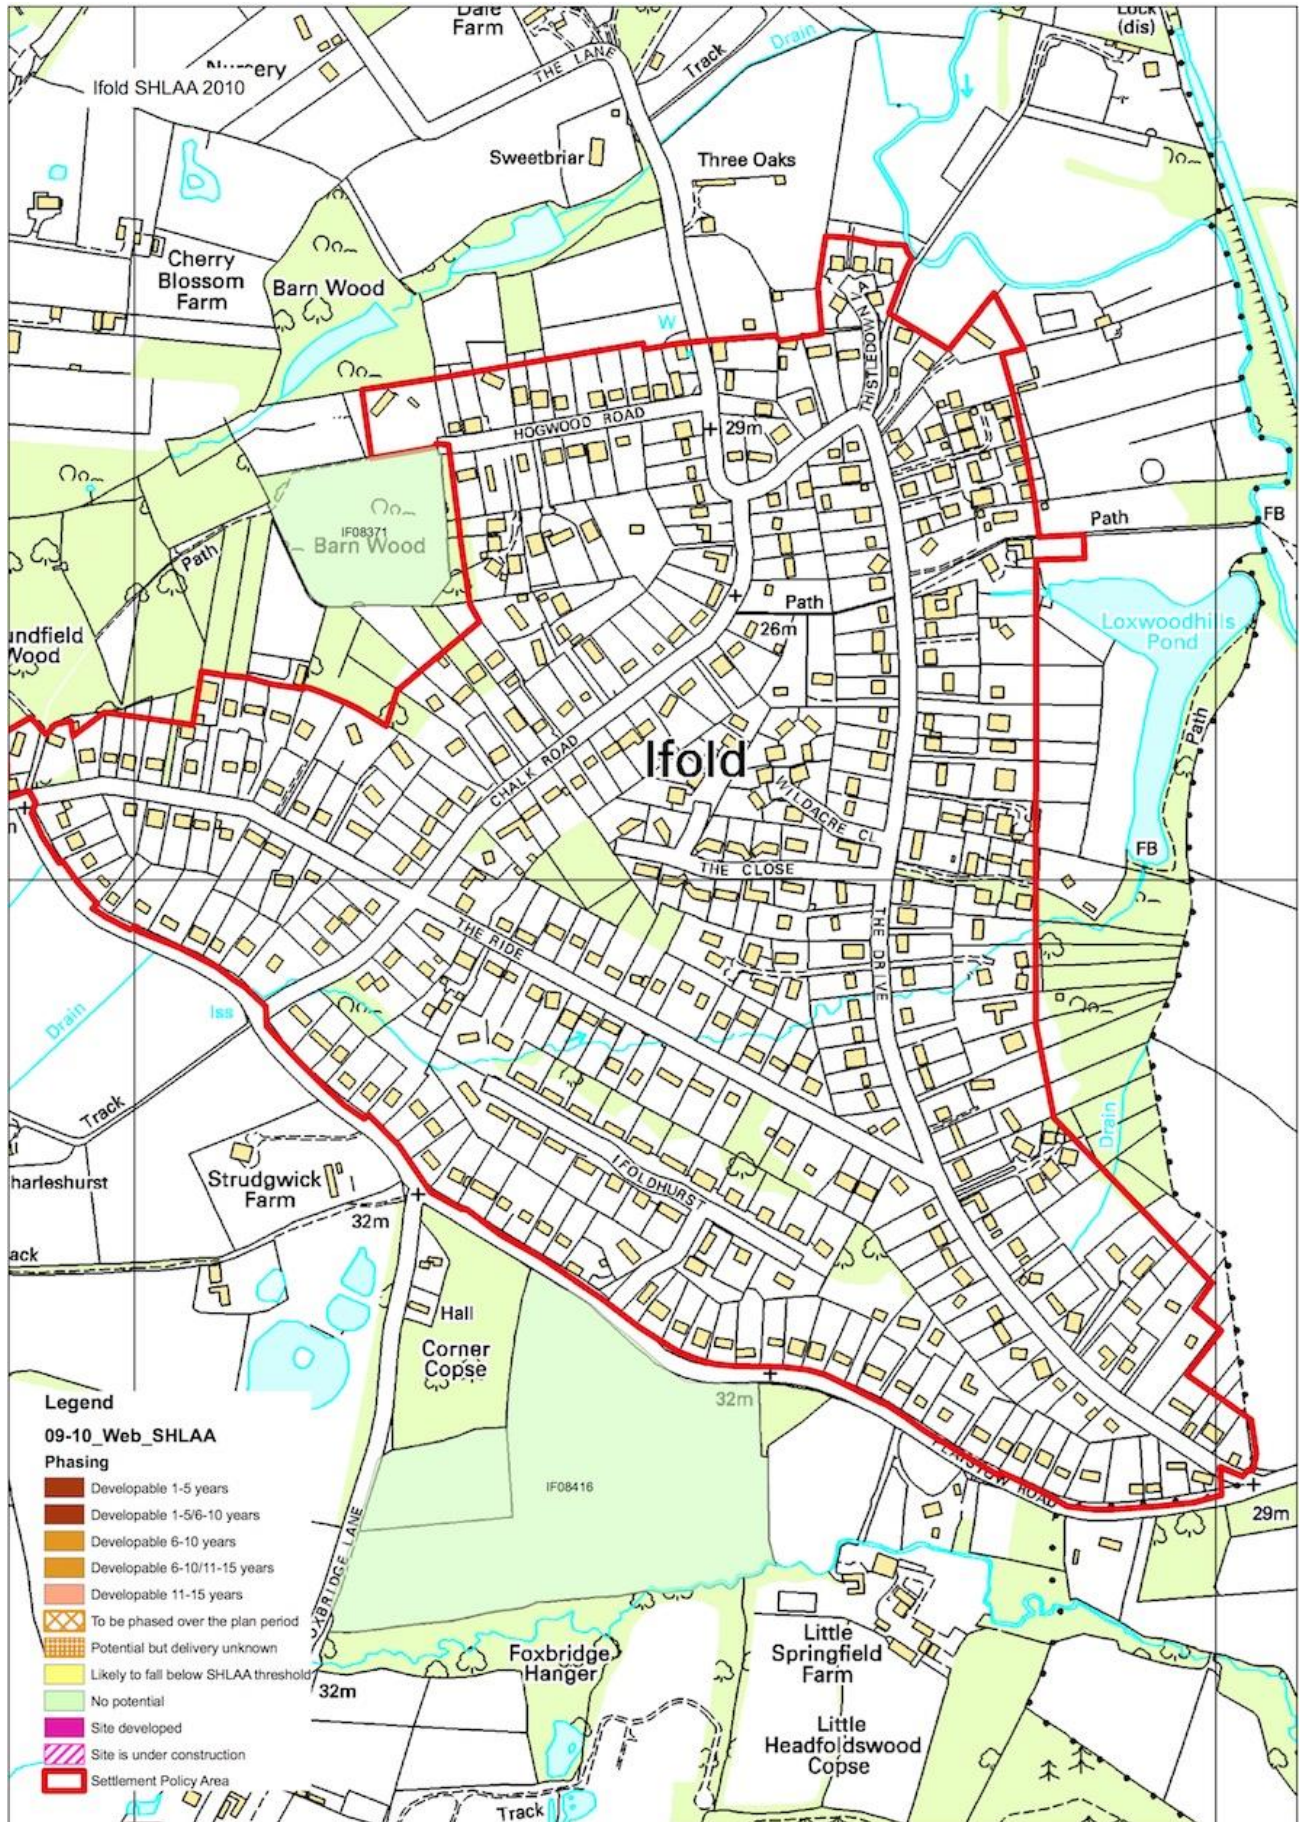 Dale
Farm
Lock
(dis)
Drain
Track
THE LANE
Nursery
Ifold SHLAA 2010
Sweetbriar
Three Oaks
Cherry
Blossom
Farm
Barn Wood
W
THISTLEDOWN
HOGWOOD ROAD
29m
IF08371
Barn Wood
Path
Path
FB
Path
26m
Loxwoodhills
Pond
Path
undfield
Wood
Ifold
CHALK ROAD
WILDACRE CL
THE CLOSE
FB
THE RIDE
THE DRIVE
Drain
Iss
Track
Drain
harleshurst
Strudgwick
Farm
32m
IFOLDHURST
ack
Hall
Corner
Copse
32m
PLAISTOW ROAD
29m
IF08416
OXBRIDGE LANE
Legend
09-10_Web_SHLAA
Phasing
Developable 1-5 years
Developable 1-5/6-10 years
Developable 6-10 years
Developable 6-10/11-15 years
Developable 11-15 years
To be phased over the plan period
Potential but delivery unknown
Likely to fall below SHLAA threshold
No potential
Site developed
Site is under construction
Settlement Policy Area
32m
Foxbridge
Hanger
Little
Springfield
Farm
Little
Headfoldswood
Copse
Track